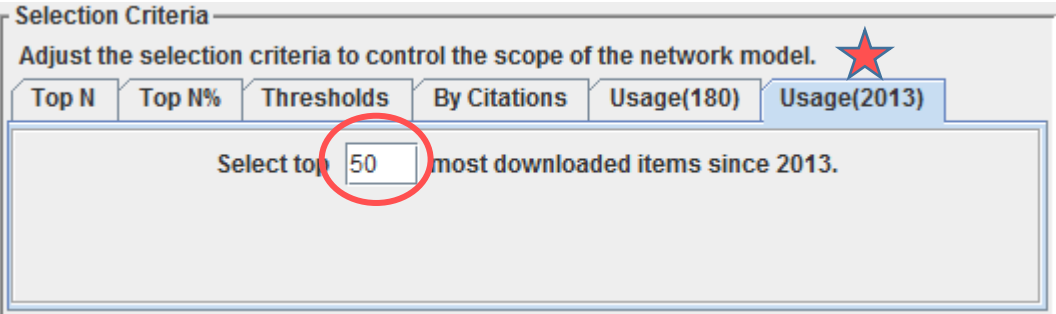 Selection Criteria
Adjust the selection criteria to control the scope of the network model.
Top N Top N% Thresholds By Citations Usage(180) Usage(2013)
Select top 50 most downloaded items since 2013.